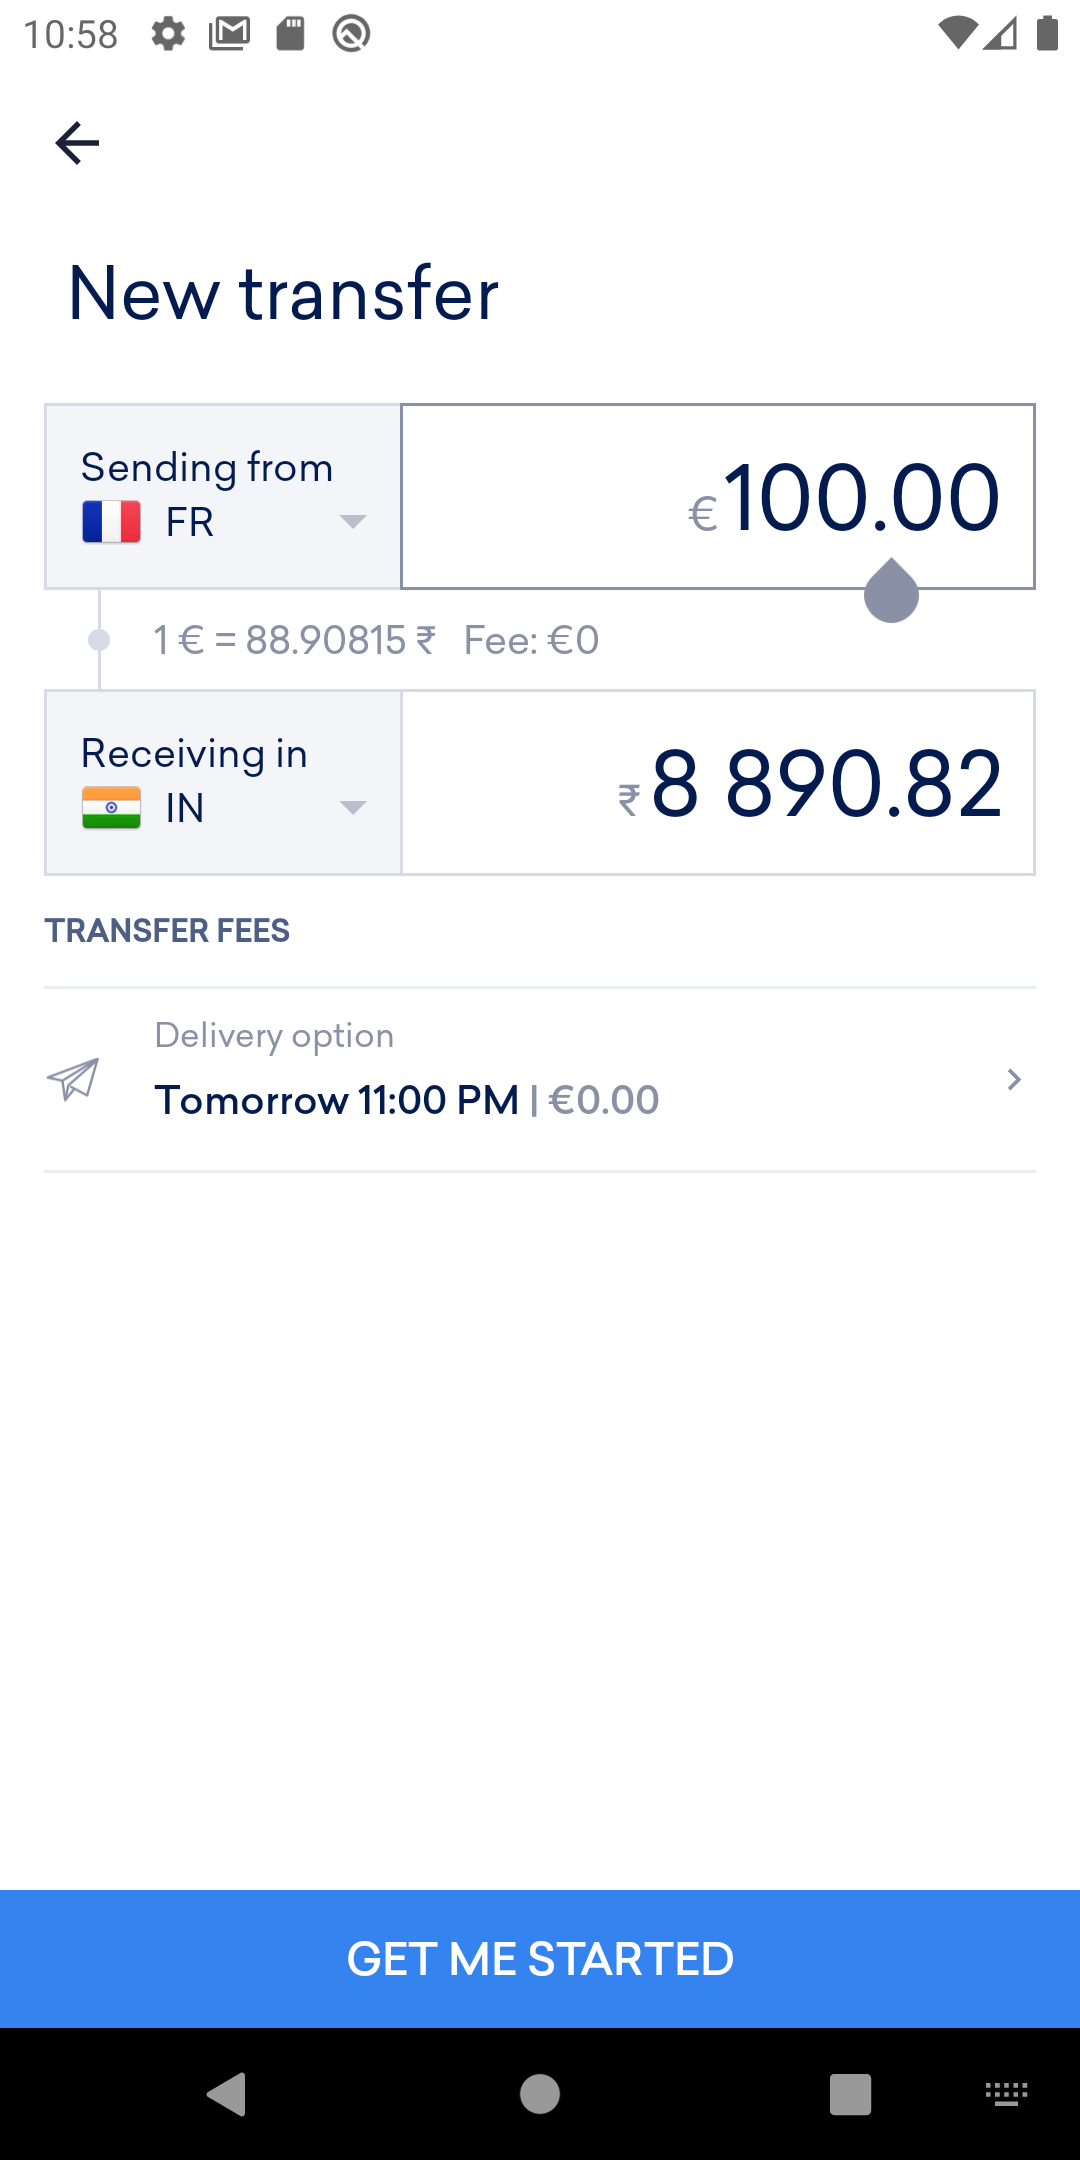 10:58
New transfer
Sending from
FR
€100.00
1 € = 88.90815 ₹ Fee: €0
Receiving in
IN
₹8 890.82
TRANSFER FEES
Delivery option
Tomorrow 11:00 PM | €0.00
GET ME STARTED